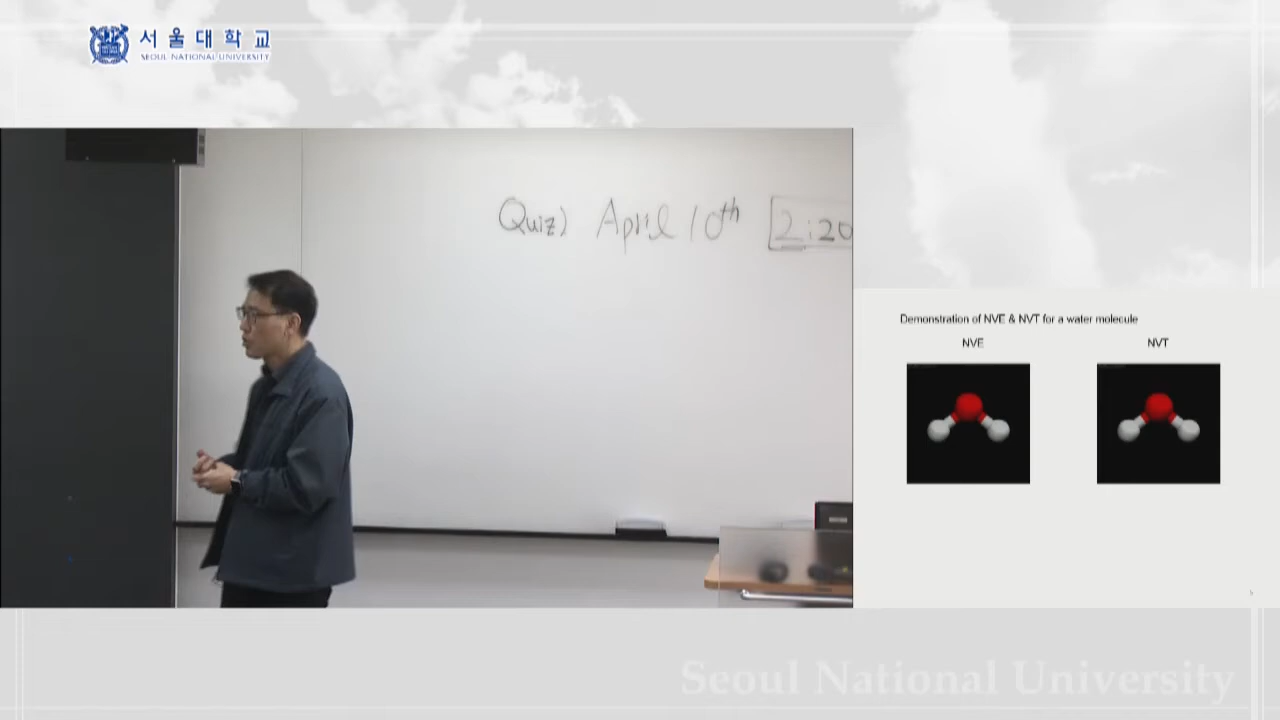 서울대학교
SEOUL NATIONAL UNIVERSITY
Quiz) April 10th 2:20
Demonstration of NVE & NVT for a water molecule
NVE
NVT
Seoul National University